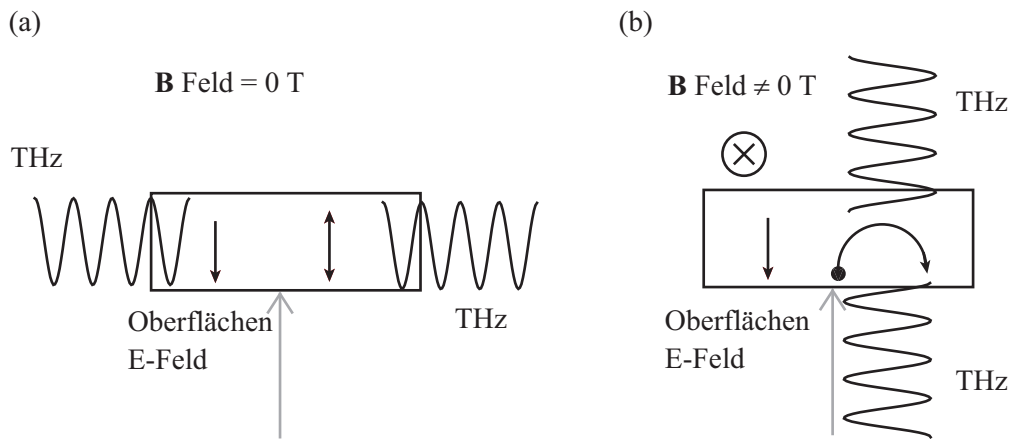 (a)
B Feld = 0 T
THz
Oberflächen
E-Feld
THz
(b)
B Feld ≠ 0 T
THz
Oberflächen
E-Feld
THz